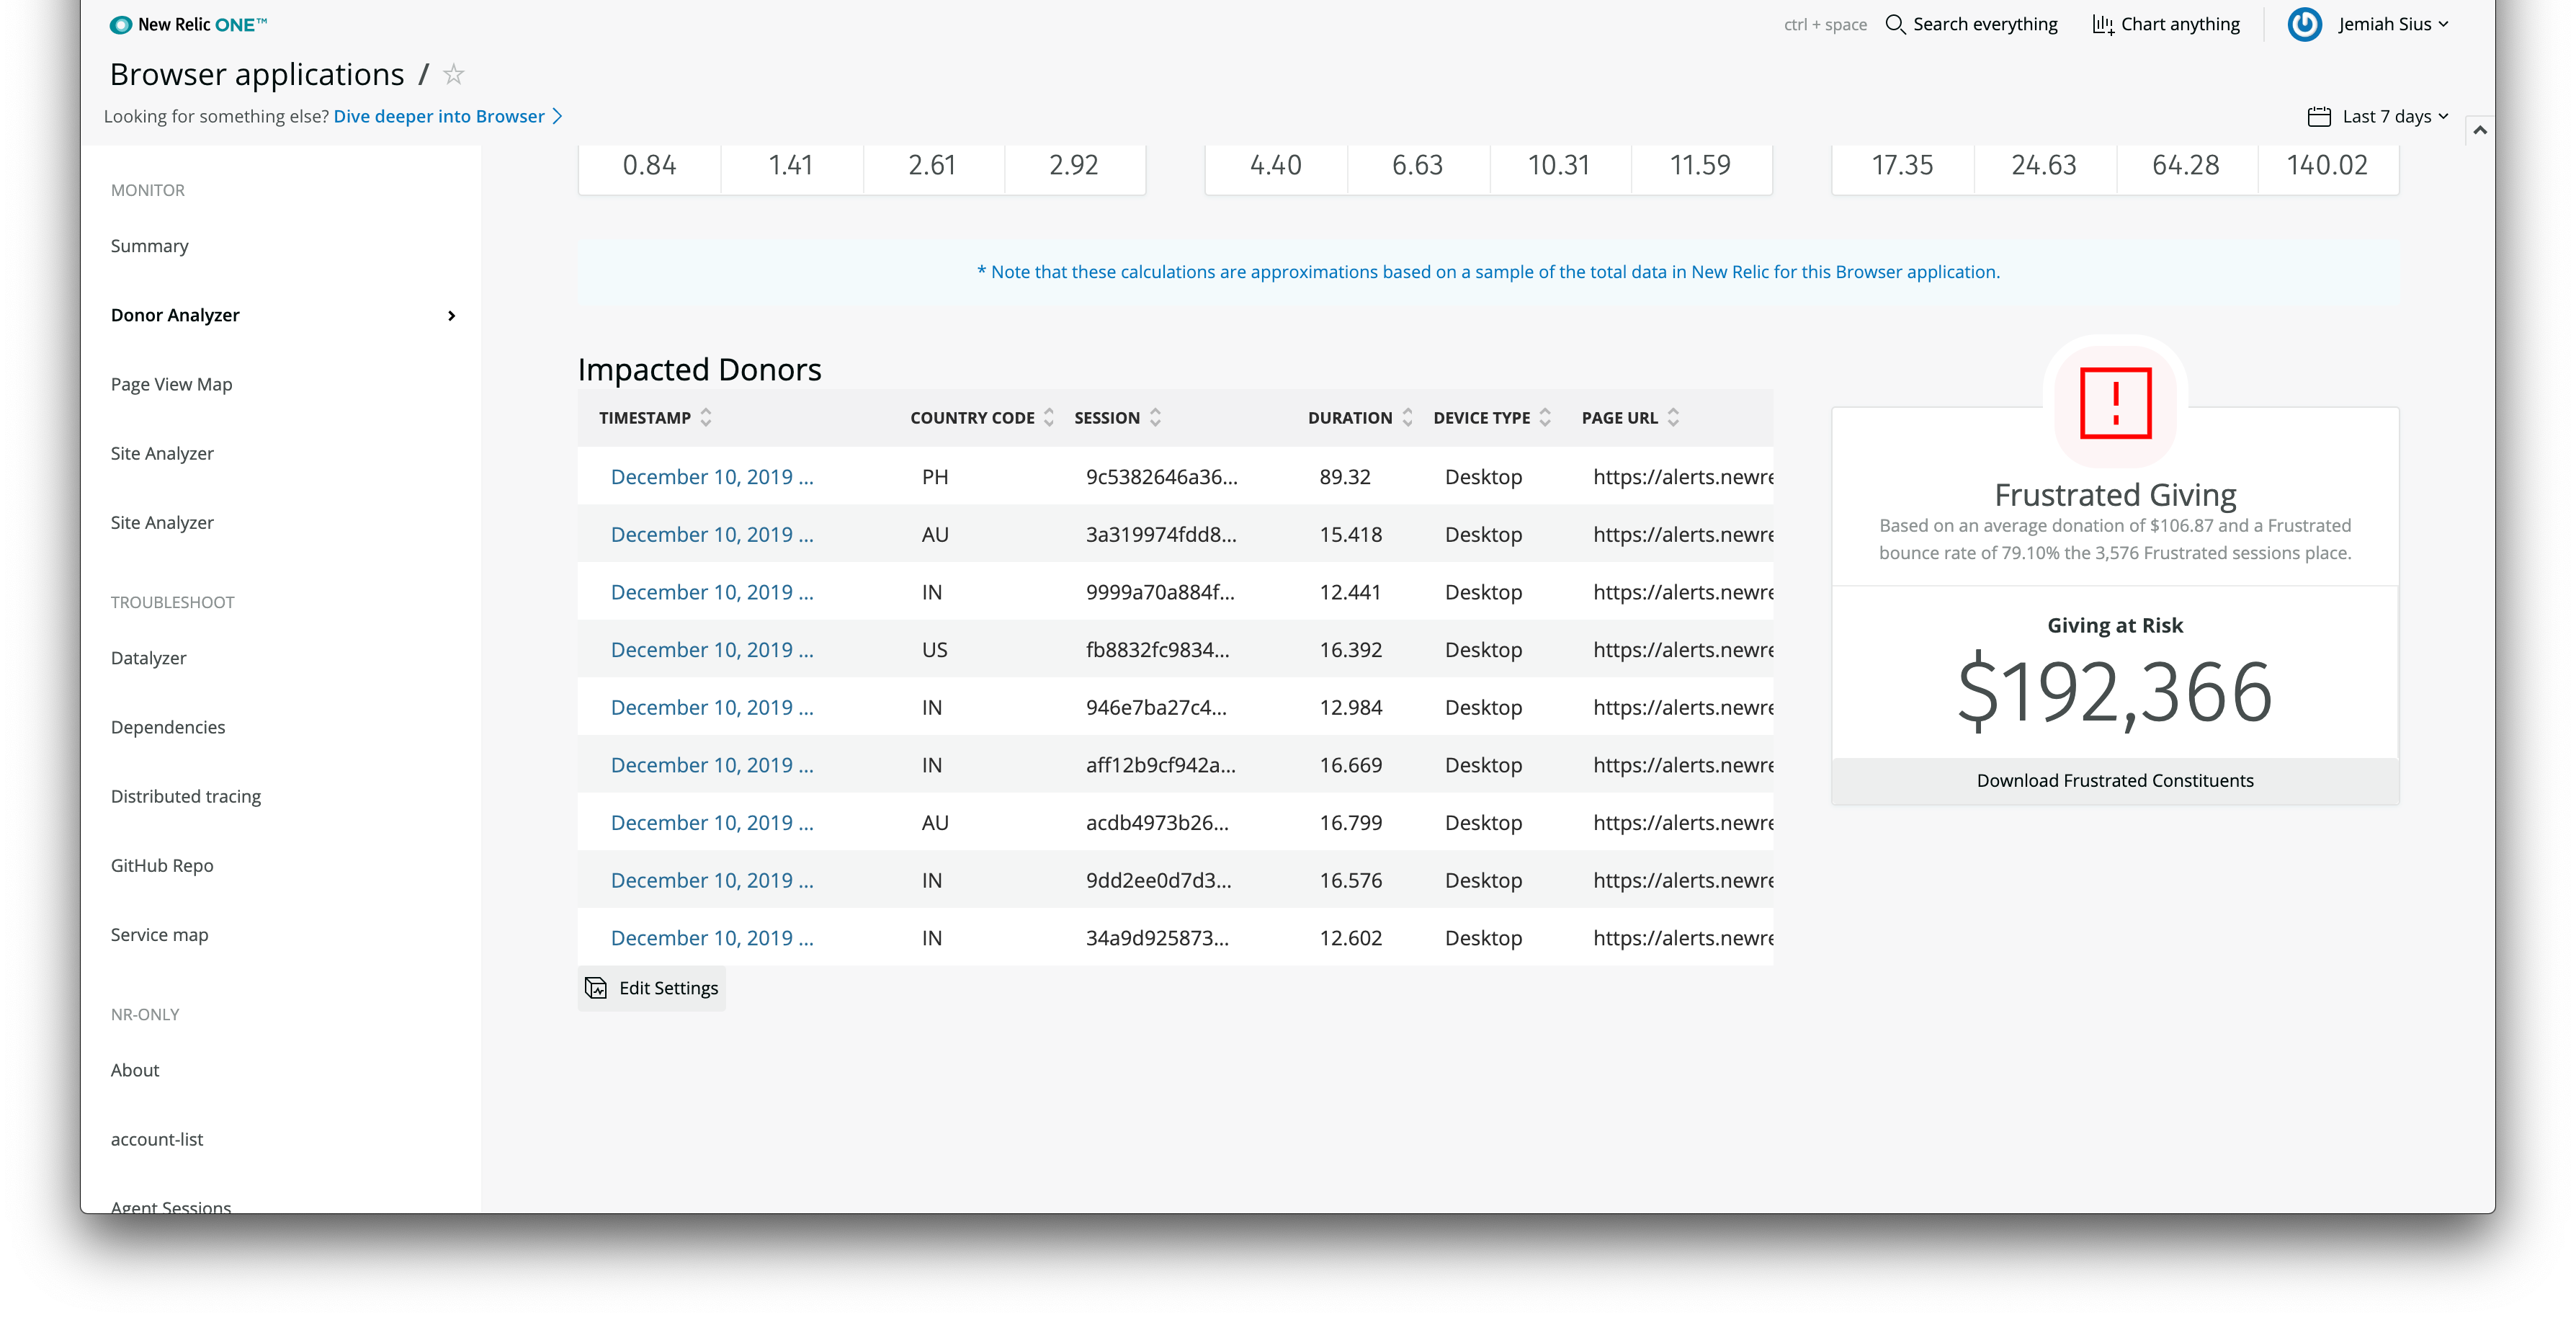 New Relic ONE™
ctrl + space Search everything Chart anything Jemiah Sius
Browser applications /
Looking for something else? Dive deeper into Browser
Last 7 days
0.84 1.41 2.61 2.92 4.40 6.63 10.31 11.59 17.35 24.63 64.28 140.02
* Note that these calculations are approximations based on a sample of the total data in New Relic for this Browser application.
MONITOR
Summary
Donor Analyzer
Page View Map
Site Analyzer
Site Analyzer
TROUBLESHOOT
Datalyzer
Dependencies
Distributed tracing
GitHub Repo
Service map
NR-ONLY
About
account-list
Agent Sessions
Impacted Donors
TIMESTAMP COUNTRY CODE SESSION DURATION DEVICE TYPE PAGE URL
December 10, 2019 ... PH 9c5382646a36... 89.32 Desktop https://alerts.newre
December 10, 2019 ... AU 3a319974fdd8... 15.418 Desktop https://alerts.newre
December 10, 2019 ... IN 9999a70a884f... 12.441 Desktop https://alerts.newre
December 10, 2019 ... US fb8832fc9834... 16.392 Desktop https://alerts.newre
December 10, 2019 ... IN 946e7ba27c4... 12.984 Desktop https://alerts.newre
December 10, 2019 ... IN aff12b9cf942a... 16.669 Desktop https://alerts.newre
December 10, 2019 ... AU acdb4973b26... 16.799 Desktop https://alerts.newre
December 10, 2019 ... IN 9dd2ee0d7d3... 16.576 Desktop https://alerts.newre
December 10, 2019 ... IN 34a9d925873... 12.602 Desktop https://alerts.newre
Edit Settings
Frustrated Giving
Based on an average donation of $106.87 and a Frustrated
bounce rate of 79.10% the 3,576 Frustrated sessions place.
Giving at Risk
$192,366
Download Frustrated Constituents